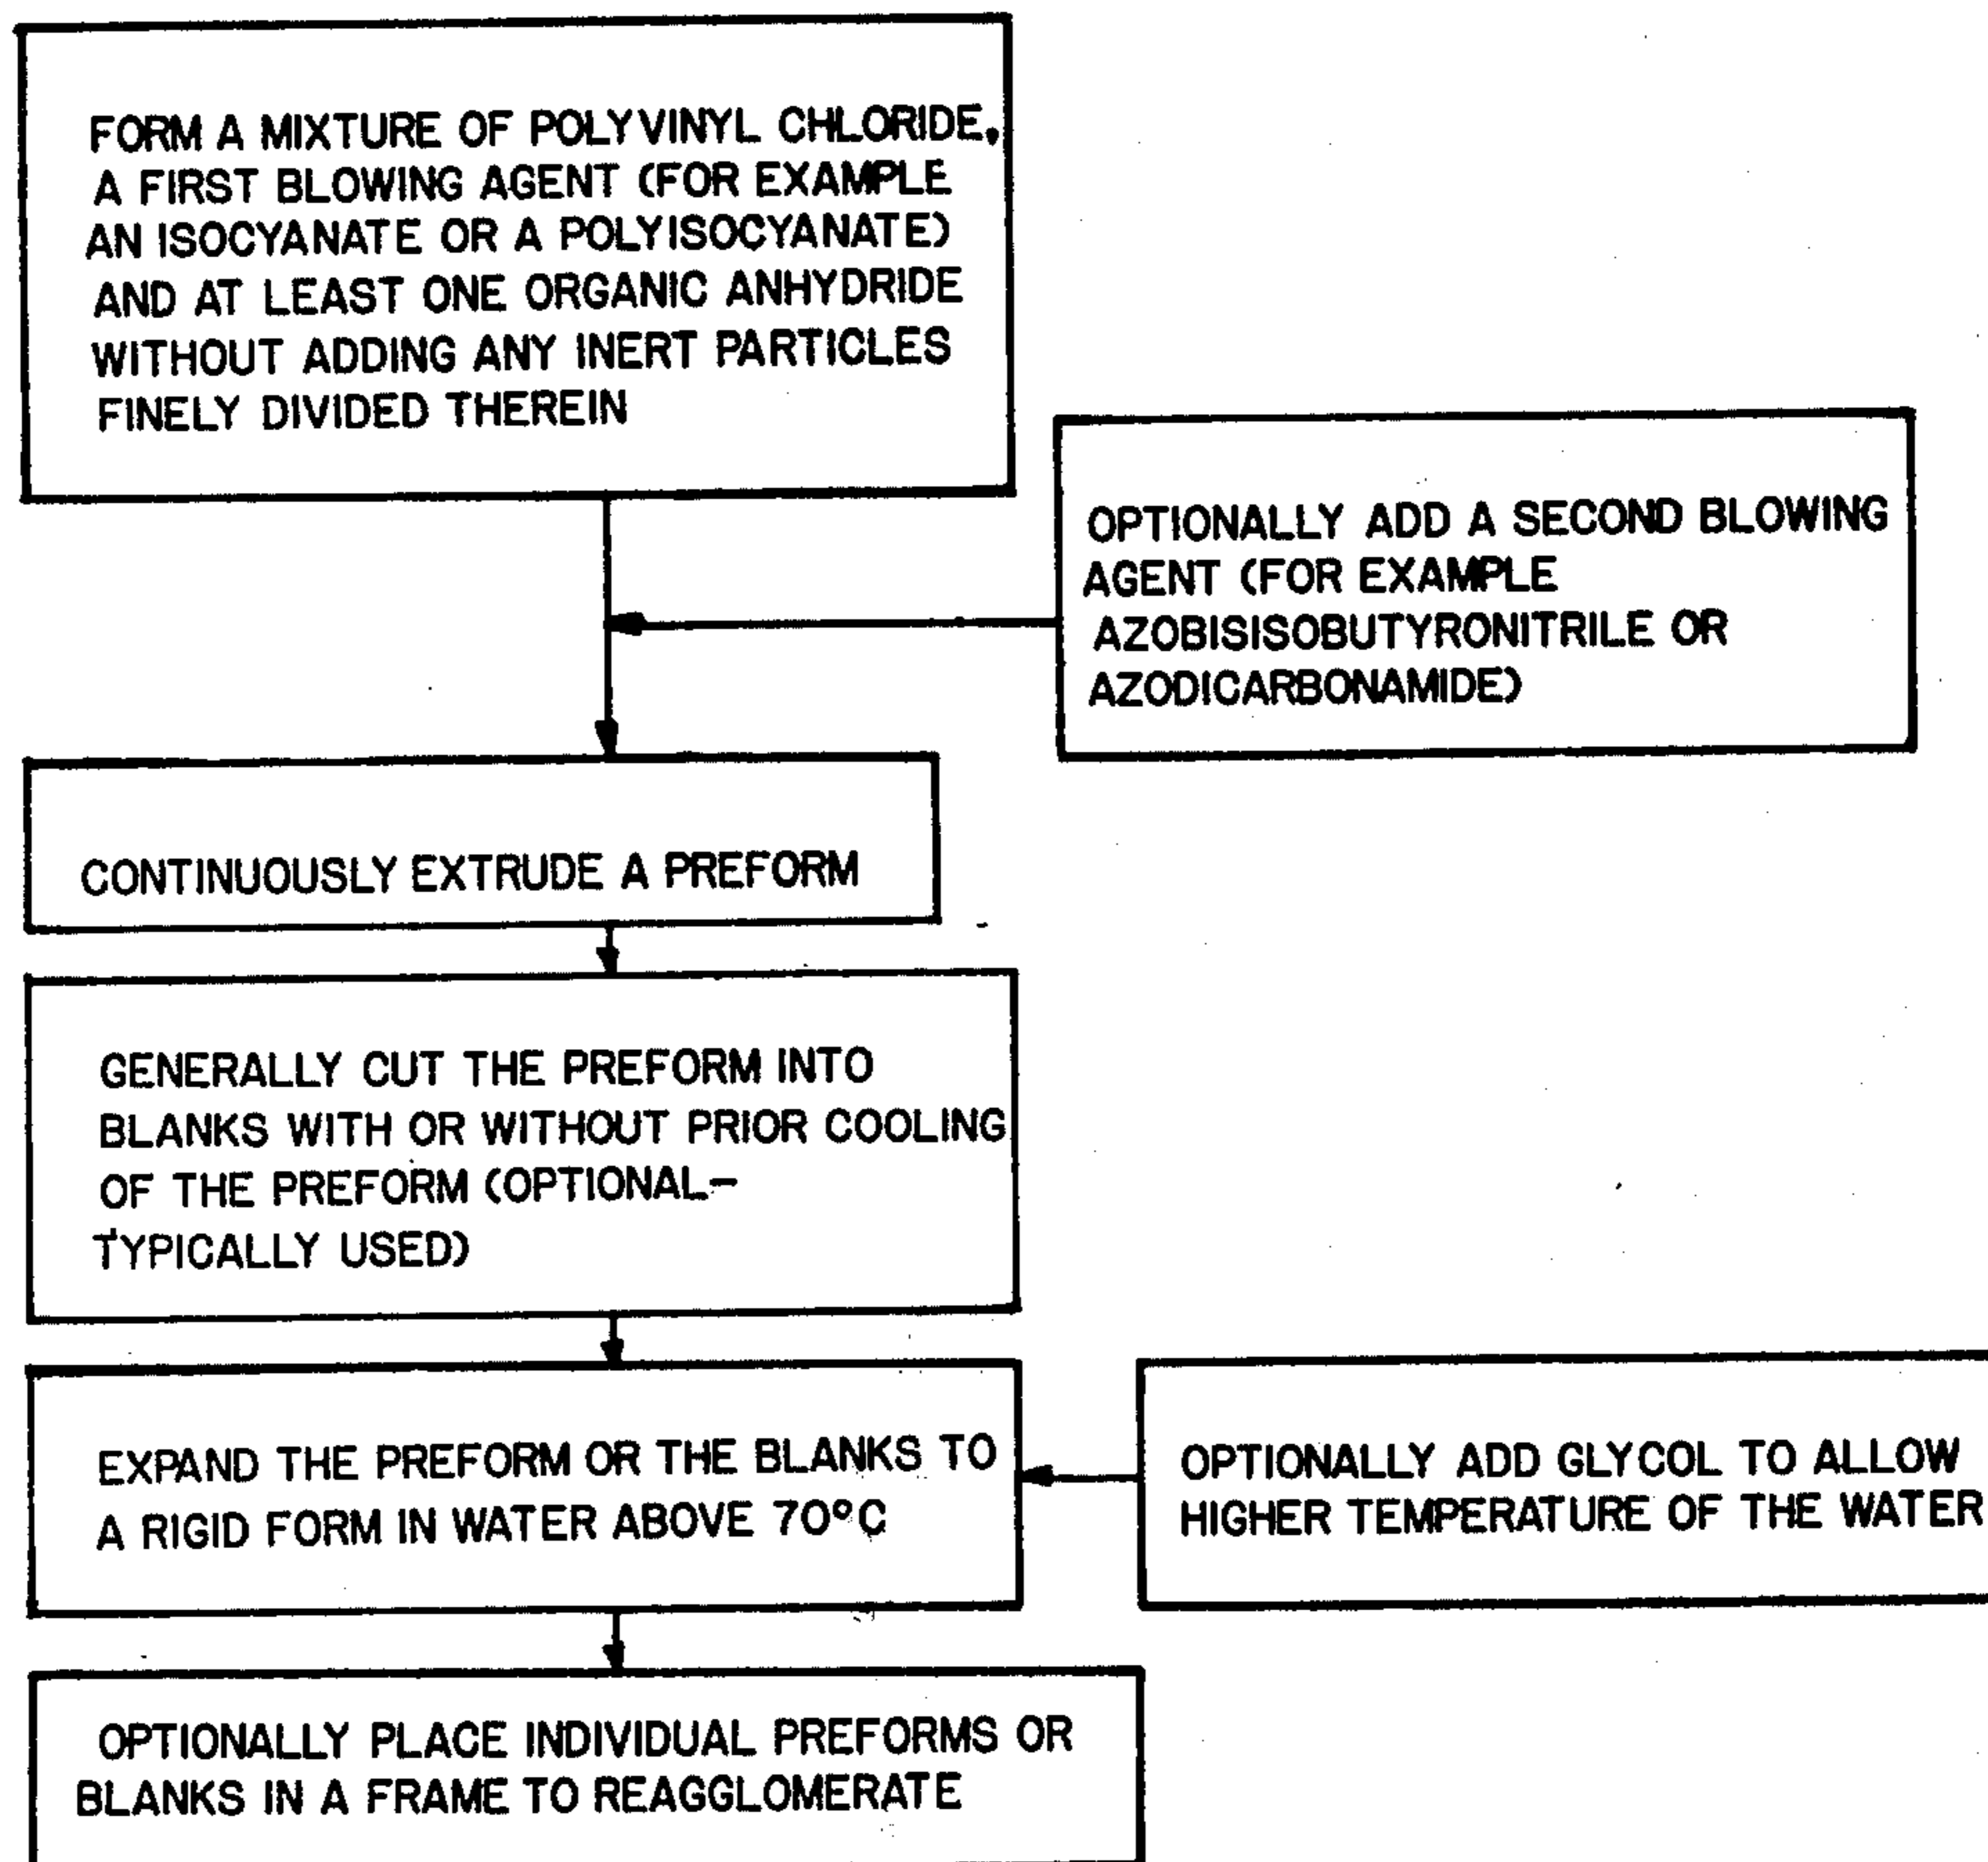 FORM A MIXTURE OF POLYVINYL CHLORIDE,
A FIRST BLOWING AGENT (FOR EXAMPLE
AN ISOCYANATE OR A POLYISOCYANATE)
AND AT LEAST ONE ORGANIC ANHYDRIDE
WITHOUT ADDING ANY INERT PARTICLES
FINELY DIVIDED THEREIN
OPTIONALLY ADD A SECOND BLOWING
AGENT (FOR EXAMPLE
AZOBISISOBUTYRONITRILE OR
AZODICARBONAMIDE)
CONTINUOUSLY EXTRUDE A PREFORM
GENERALLY CUT THE PREFORM INTO
BLANKS WITH OR WITHOUT PRIOR COOLING
OF THE PREFORM (OPTIONAL-
TYPICALLY USED)
EXPAND THE PREFORM OR THE BLANKS TO
A RIGID FORM IN WATER ABOVE 70°C
OPTIONALLY ADD GLYCOL TO ALLOW
HIGHER TEMPERATURE OF THE WATER
OPTIONALLY PLACE INDIVIDUAL PREFORMS OR
BLANKS IN A FRAME TO REAGGLOMERATE